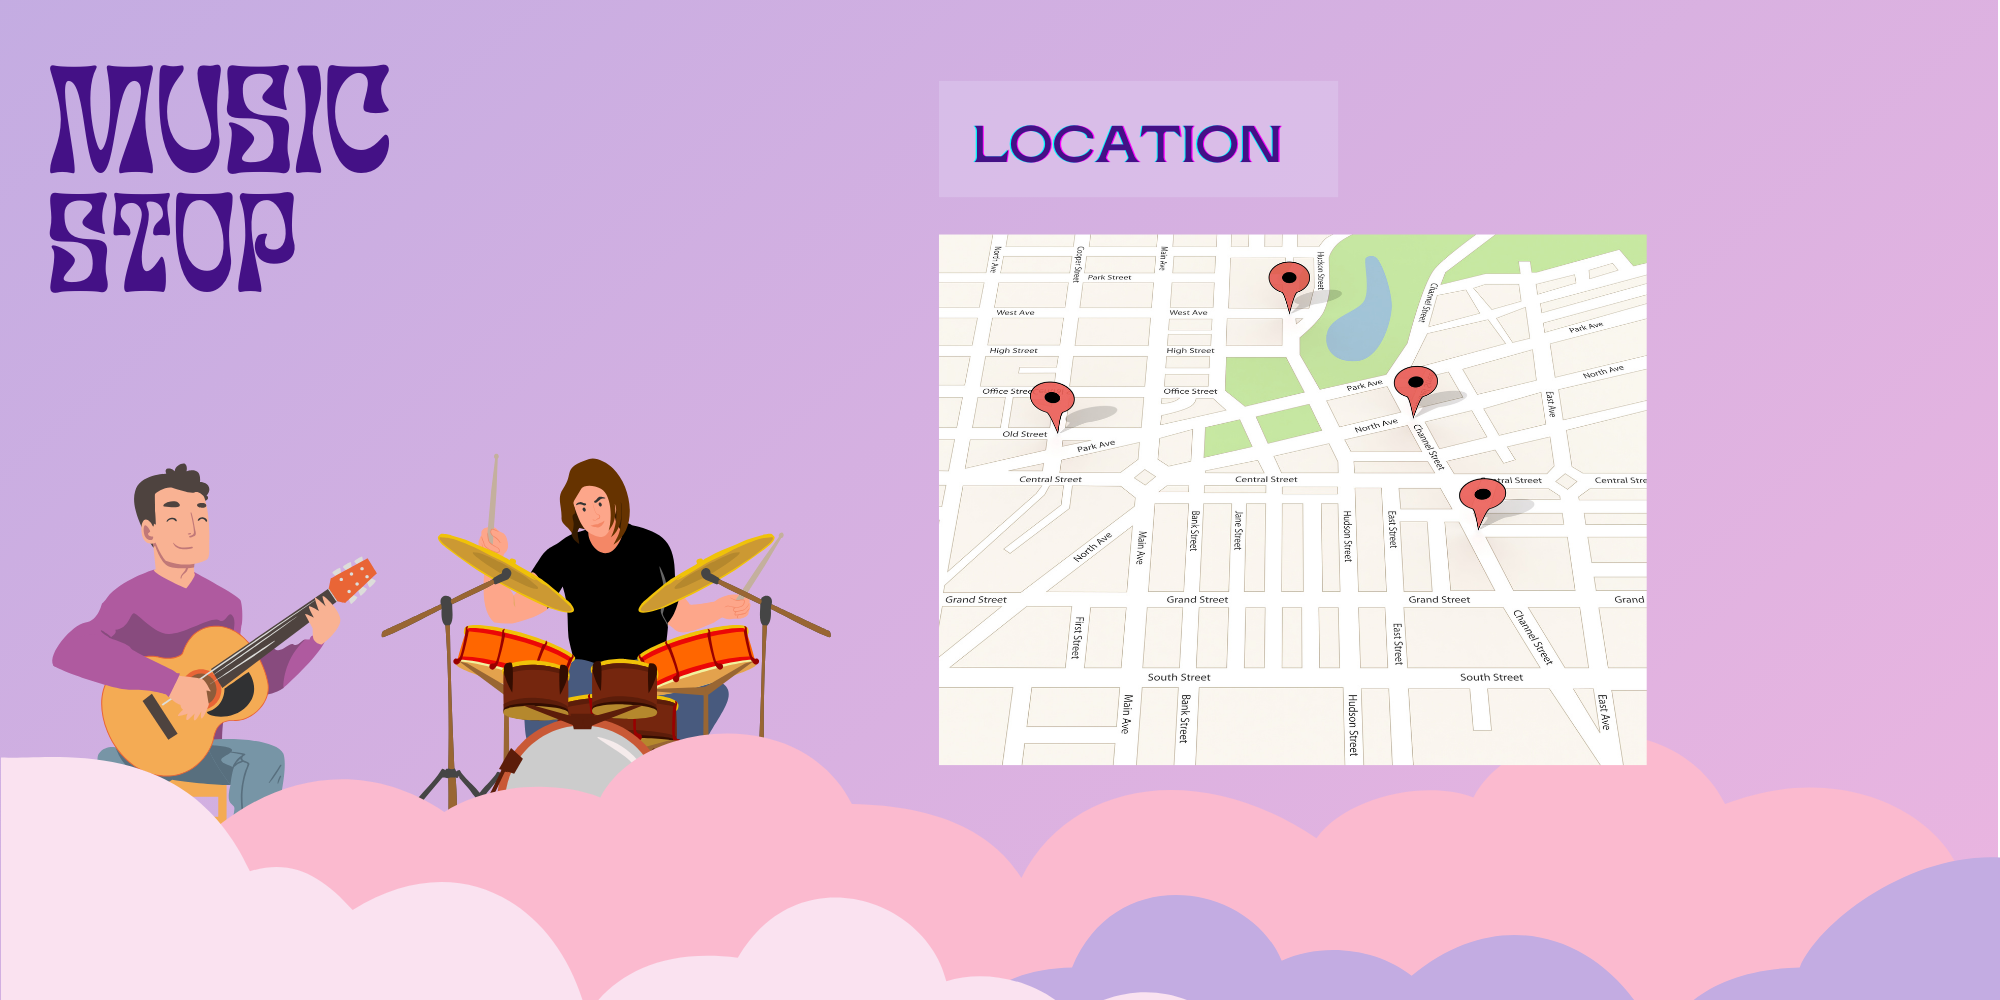 MUSIC
STOP
LOCATION
North Ave
Cooper Street
Main Ave
Hudson Street
Park Street
Channel Street
West Ave
West Ave
Park Ave
High Street
High Street
North Ave
Office Street
Office Street
Park Ave
East Ave
Old Street
Park Ave
North Ave
Channel Street
Central Street
Central Street
Central Street
Central Stre
Bank Street
Jane Street
Hudson Street
East Street
North Ave
Main Ave
Grand Street
Grand Street
Grand Street
Grand
First Street
East Street
Channel Street
South Street
South Street
Main Ave
Bank Street
Hudson Street
East Ave